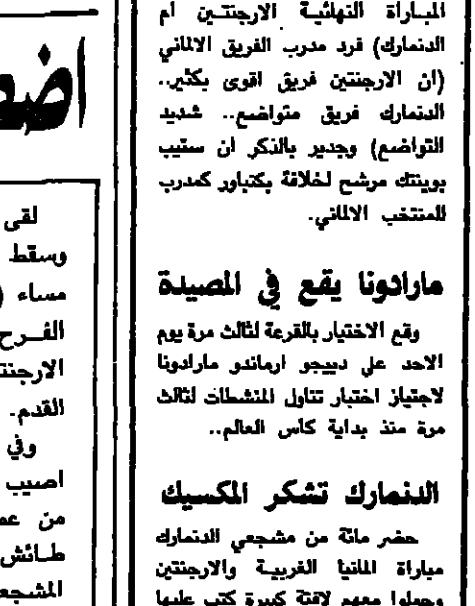 المباراة النهائية الارجنتين ام
الدنمارك) فرد مدرب الفريق الالماني
(ان الارجنتين فريق اقوى بكثير..
الدنمارك فريق متواضع.. شديد
التواضع) وجدير بالذكر ان ستيب
بوينتك مرشح لخلافة بكنباور كمدرب
للمنتخب الالماني.
مارادونا يقع في المصيدة
وقع الاختيار بالقرعة لثالث مرة يوم
الاحد علي دييجو ارماندو مارادونا
لاجتياز اختبار تناول المنشطات لثالث
مرة منذ بداية كأس العالم..
الدنمارك تشكر المكسيك
حضر مائة من مشجعي الدنمارك
مباراة المانيا الغربية والارجنتين
وحملوا معهم لافتة كبيرة كتب عليها
لقى
وسقط
مساء (
الفرح
الارجنت
القدم.
وفي
اصيب
من عم
طائش
المشجع